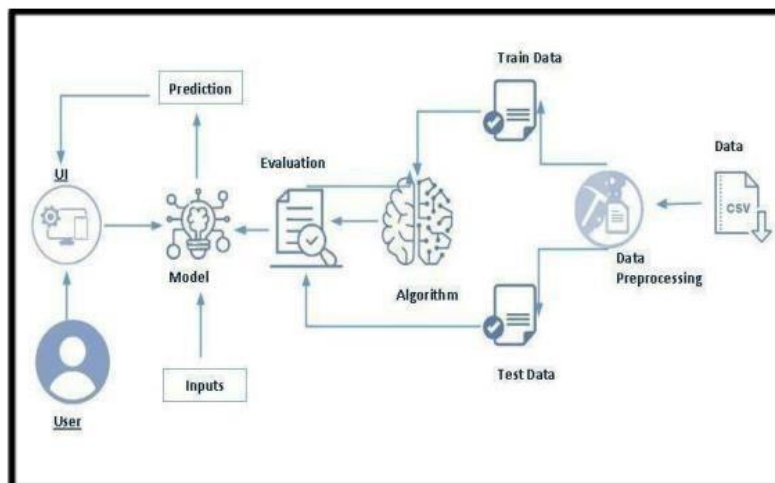 Train Data
Prediction
Evaluation
Data
UI
CSV
Model
Algorithm
Data
Preprocessing
Inputs
Test Data
User